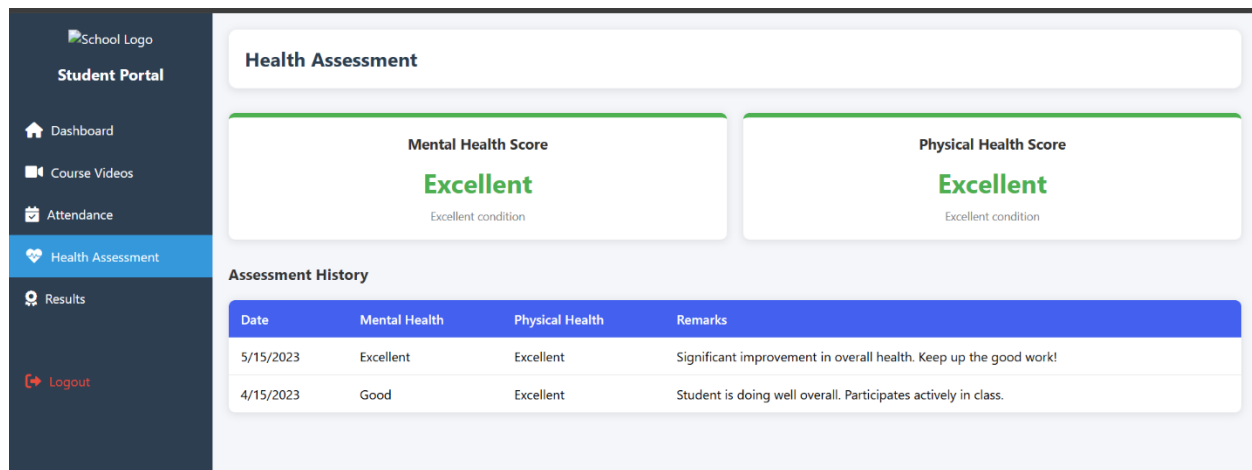 School Logo
Student Portal
Dashboard
Course Videos
Attendance
Health Assessment
Results
Logout
Health Assessment
Mental Health Score
Excellent
Excellent condition
Physical Health Score
Excellent
Excellent condition
Assessment History
Date Mental Health Physical Health Remarks
5/15/2023 Excellent Excellent Significant improvement in overall health. Keep up the good work!
4/15/2023 Good Excellent Student is doing well overall. Participates actively in class.